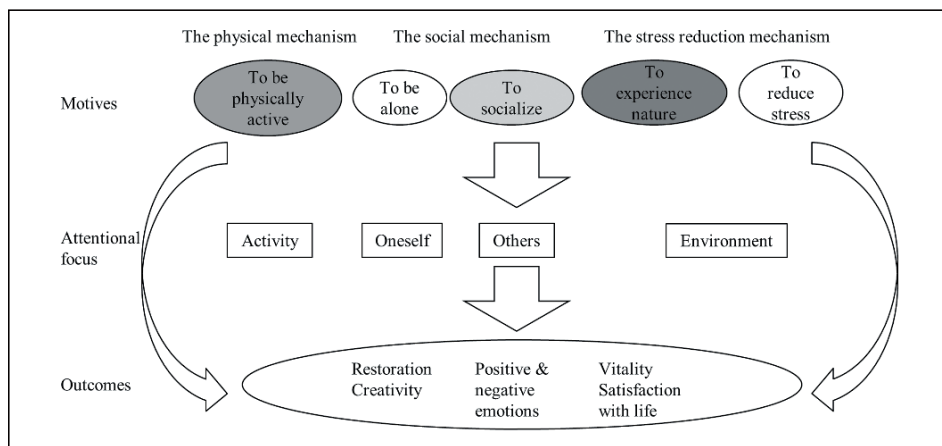 The physical mechanism
The social mechanism
The stress reduction mechanism
Motives
To be
physically
active
To be
alone
To
socialize
To
experience
nature
To
reduce
stress
Attentional
focus
Activity
Oneself
Others
Environment
Outcomes
Restoration
Creativity
Positive &
negative
emotions
Vitality
Satisfaction
with life